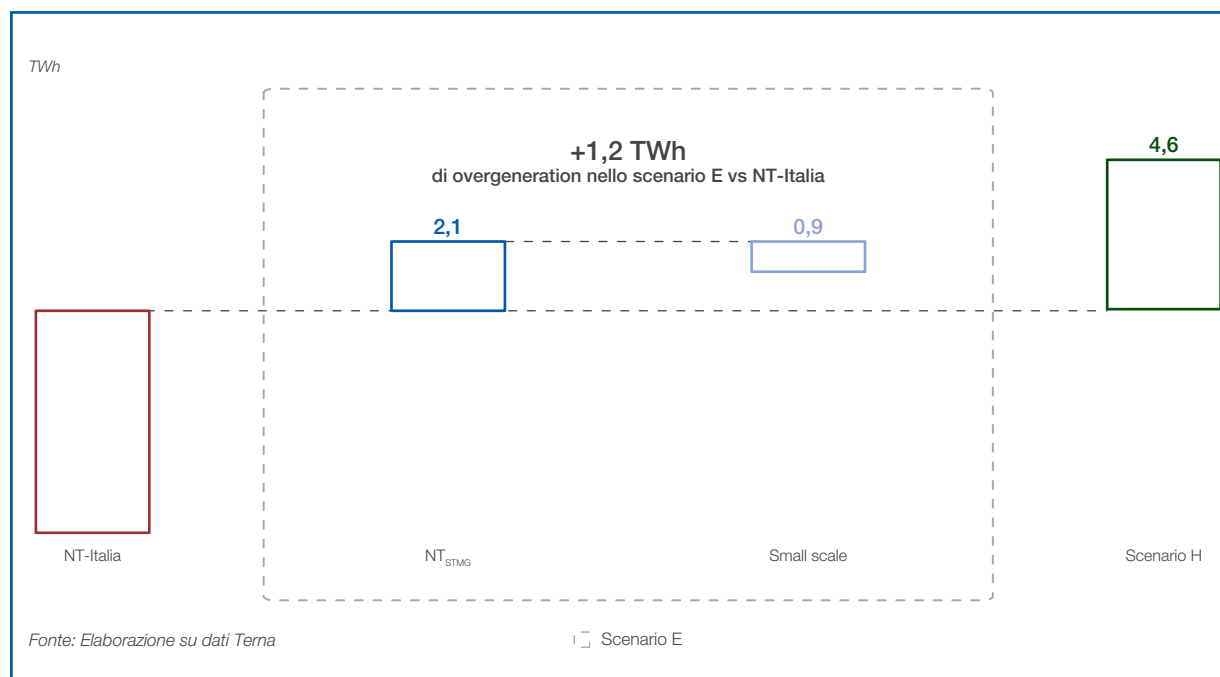 TWh
+1,2 TWh
di overgeneration nello scenario E vs NT-Italia
4,6
2,1
0,9
NT-Italia
NTSTMG
Small scale
Scenario H
Fonte: Elaborazione su dati Terna
Scenario E